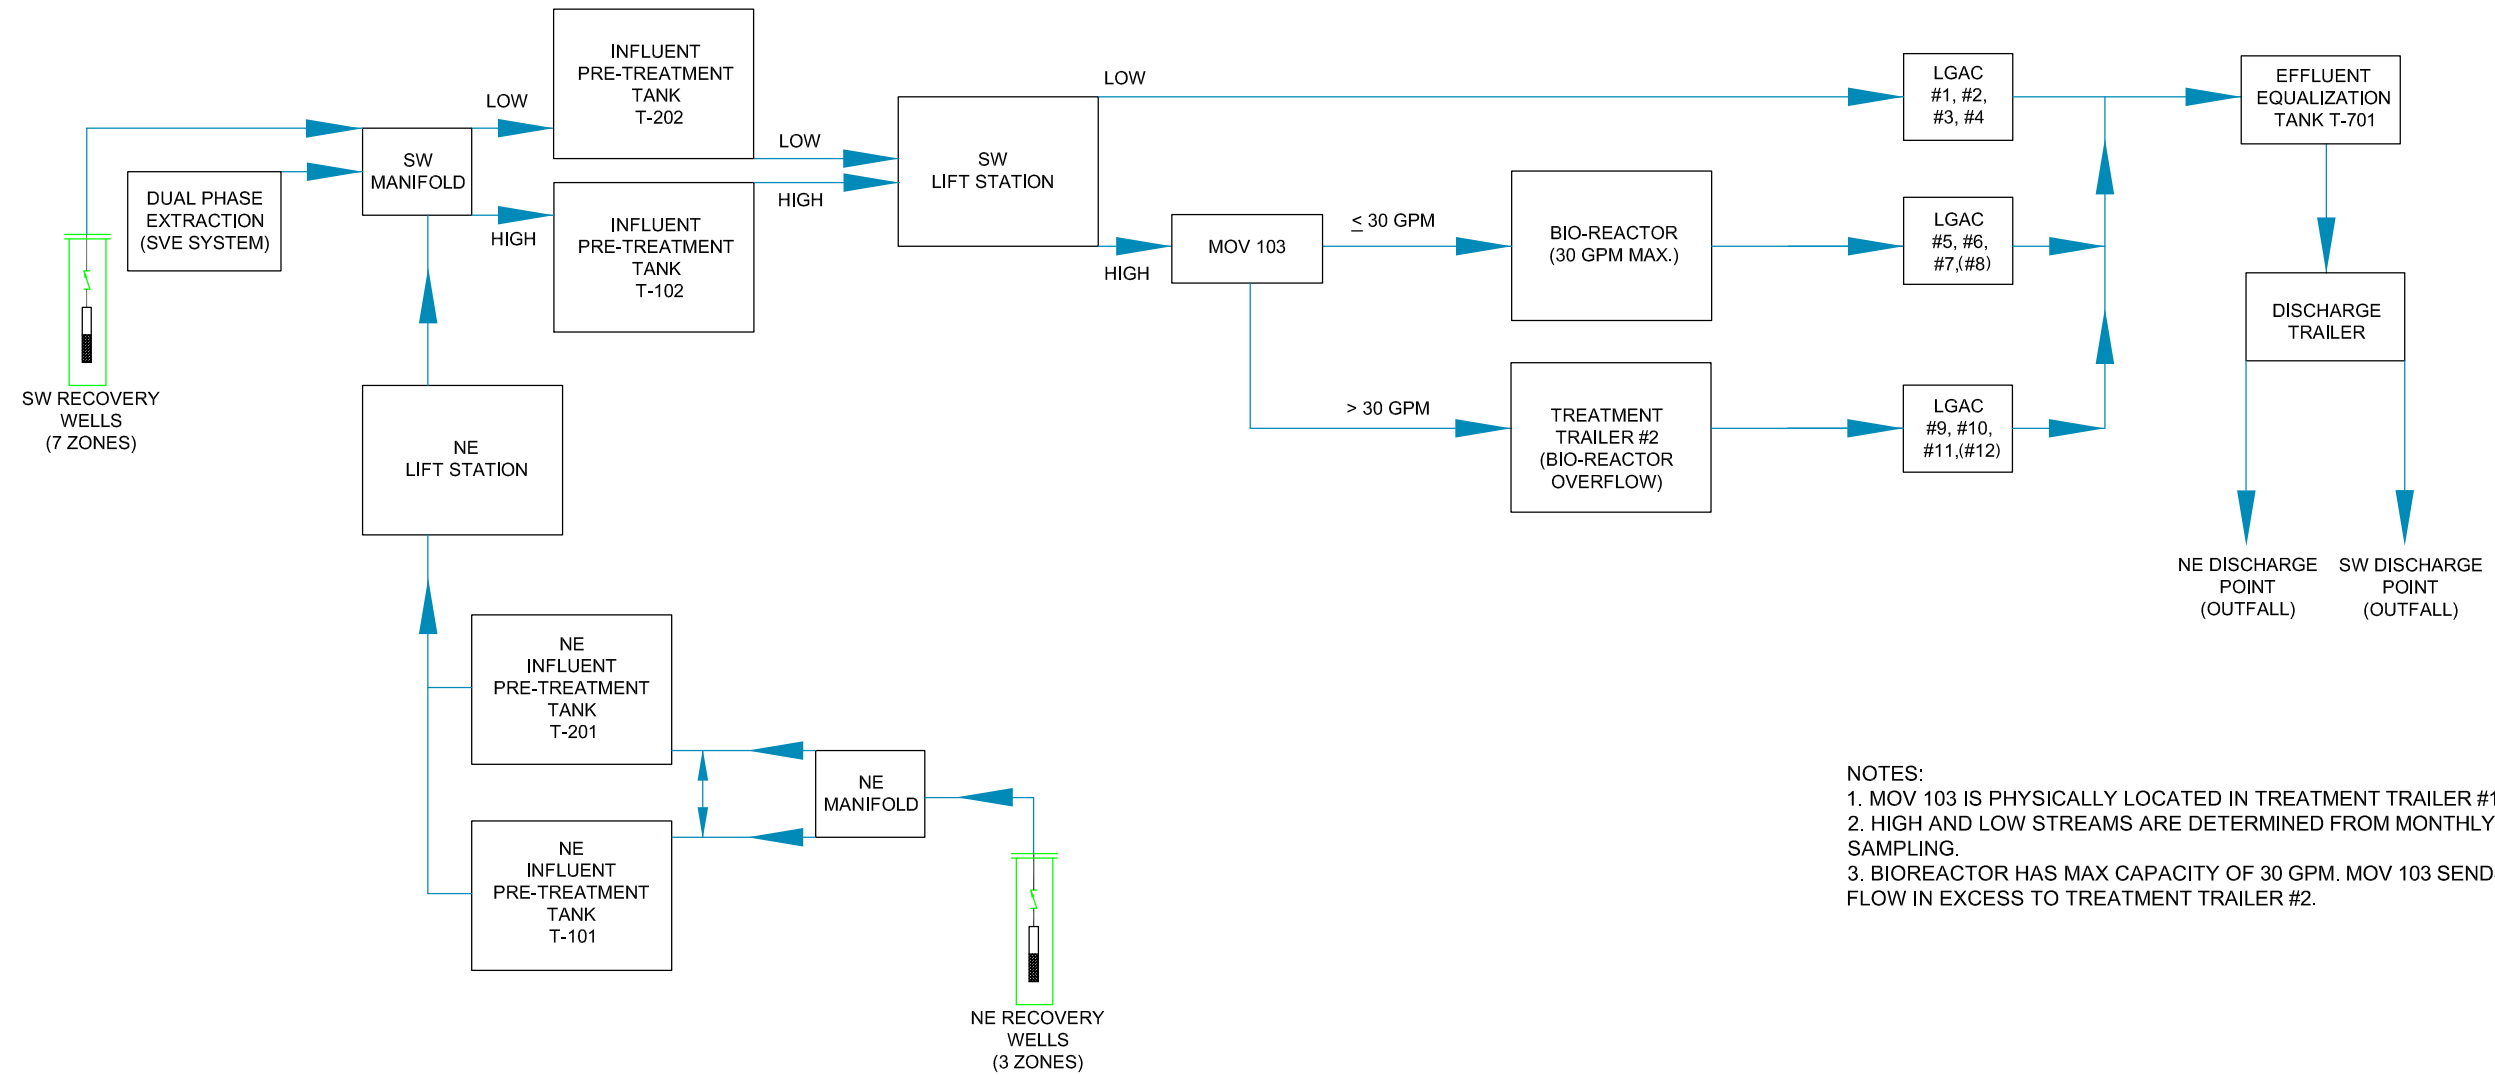 INFLUENT
PRE-TREATMENT
TANK
T-202
LOW
SW
MANIFOLD
HIGH
DUAL PHASE
EXTRACTION
(SVE SYSTEM)
INFLUENT
PRE-TREATMENT
TANK
T-102
LOW
HIGH
SW
LIFT STATION
LOW
HIGH
MOV 103
≤ 30 GPM
> 30 GPM
BIO-REACTOR
(30 GPM MAX.)
TREATMENT
TRAILER #2
(BIO-REACTOR
OVERFLOW)
LGAC
#1, #2,
#3, #4
LGAC
#5, #6,
#7,(#8)
LGAC
#9, #10,
#11,(#12)
EFFLUENT
EQUALIZATION
TANK T-701
DISCHARGE
TRAILER
NE DISCHARGE
POINT
(OUTFALL)
SW DISCHARGE
POINT
(OUTFALL)
SW RECOVERY
WELLS
(7 ZONES)
NE
LIFT STATION
NE
INFLUENT
PRE-TREATMENT
TANK
T-201
NE
MANIFOLD
NE
INFLUENT
PRE-TREATMENT
TANK
T-101
NE RECOVERY
WELLS
(3 ZONES)
NOTES:
1. MOV 103 IS PHYSICALLY LOCATED IN TREATMENT TRAILER #1
2. HIGH AND LOW STREAMS ARE DETERMINED FROM MONTHLY
SAMPLING.
3. BIOREACTOR HAS MAX CAPACITY OF 30 GPM. MOV 103 SEND
FLOW IN EXCESS TO TREATMENT TRAILER #2.